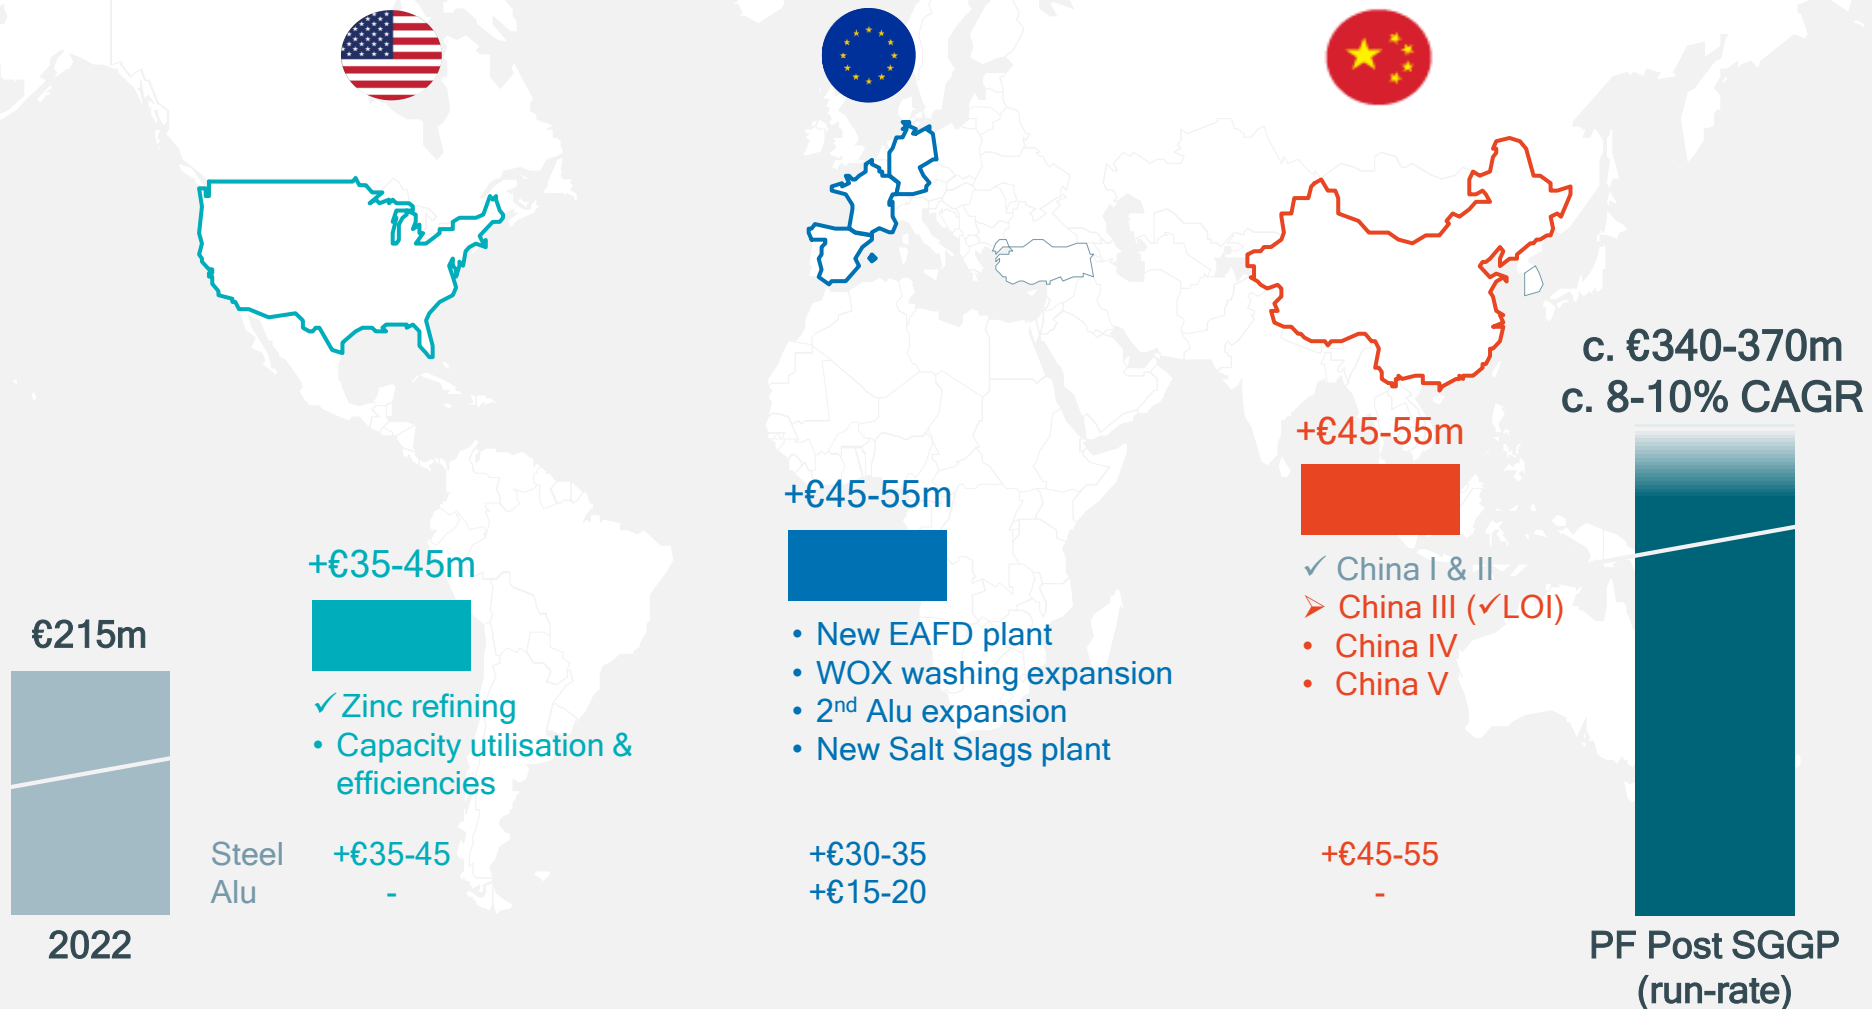 €215m
2022
+€35-45m
✓ Zinc refining
• Capacity utilisation &
efficiencies
+€45-55m
• New EAFD plant
• WOX washing expansion
• 2nd Alu expansion
• New Salt Slags plant
+€45-55m
✓ China I & II
➢ China III (✓LOI)
• China IV
• China V
Steel +€35-45 +€30-35 +€45-55
Alu - +€15-20 -
c. €340-370m
c. 8-10% CAGR
PF Post SGGP
(run-rate)